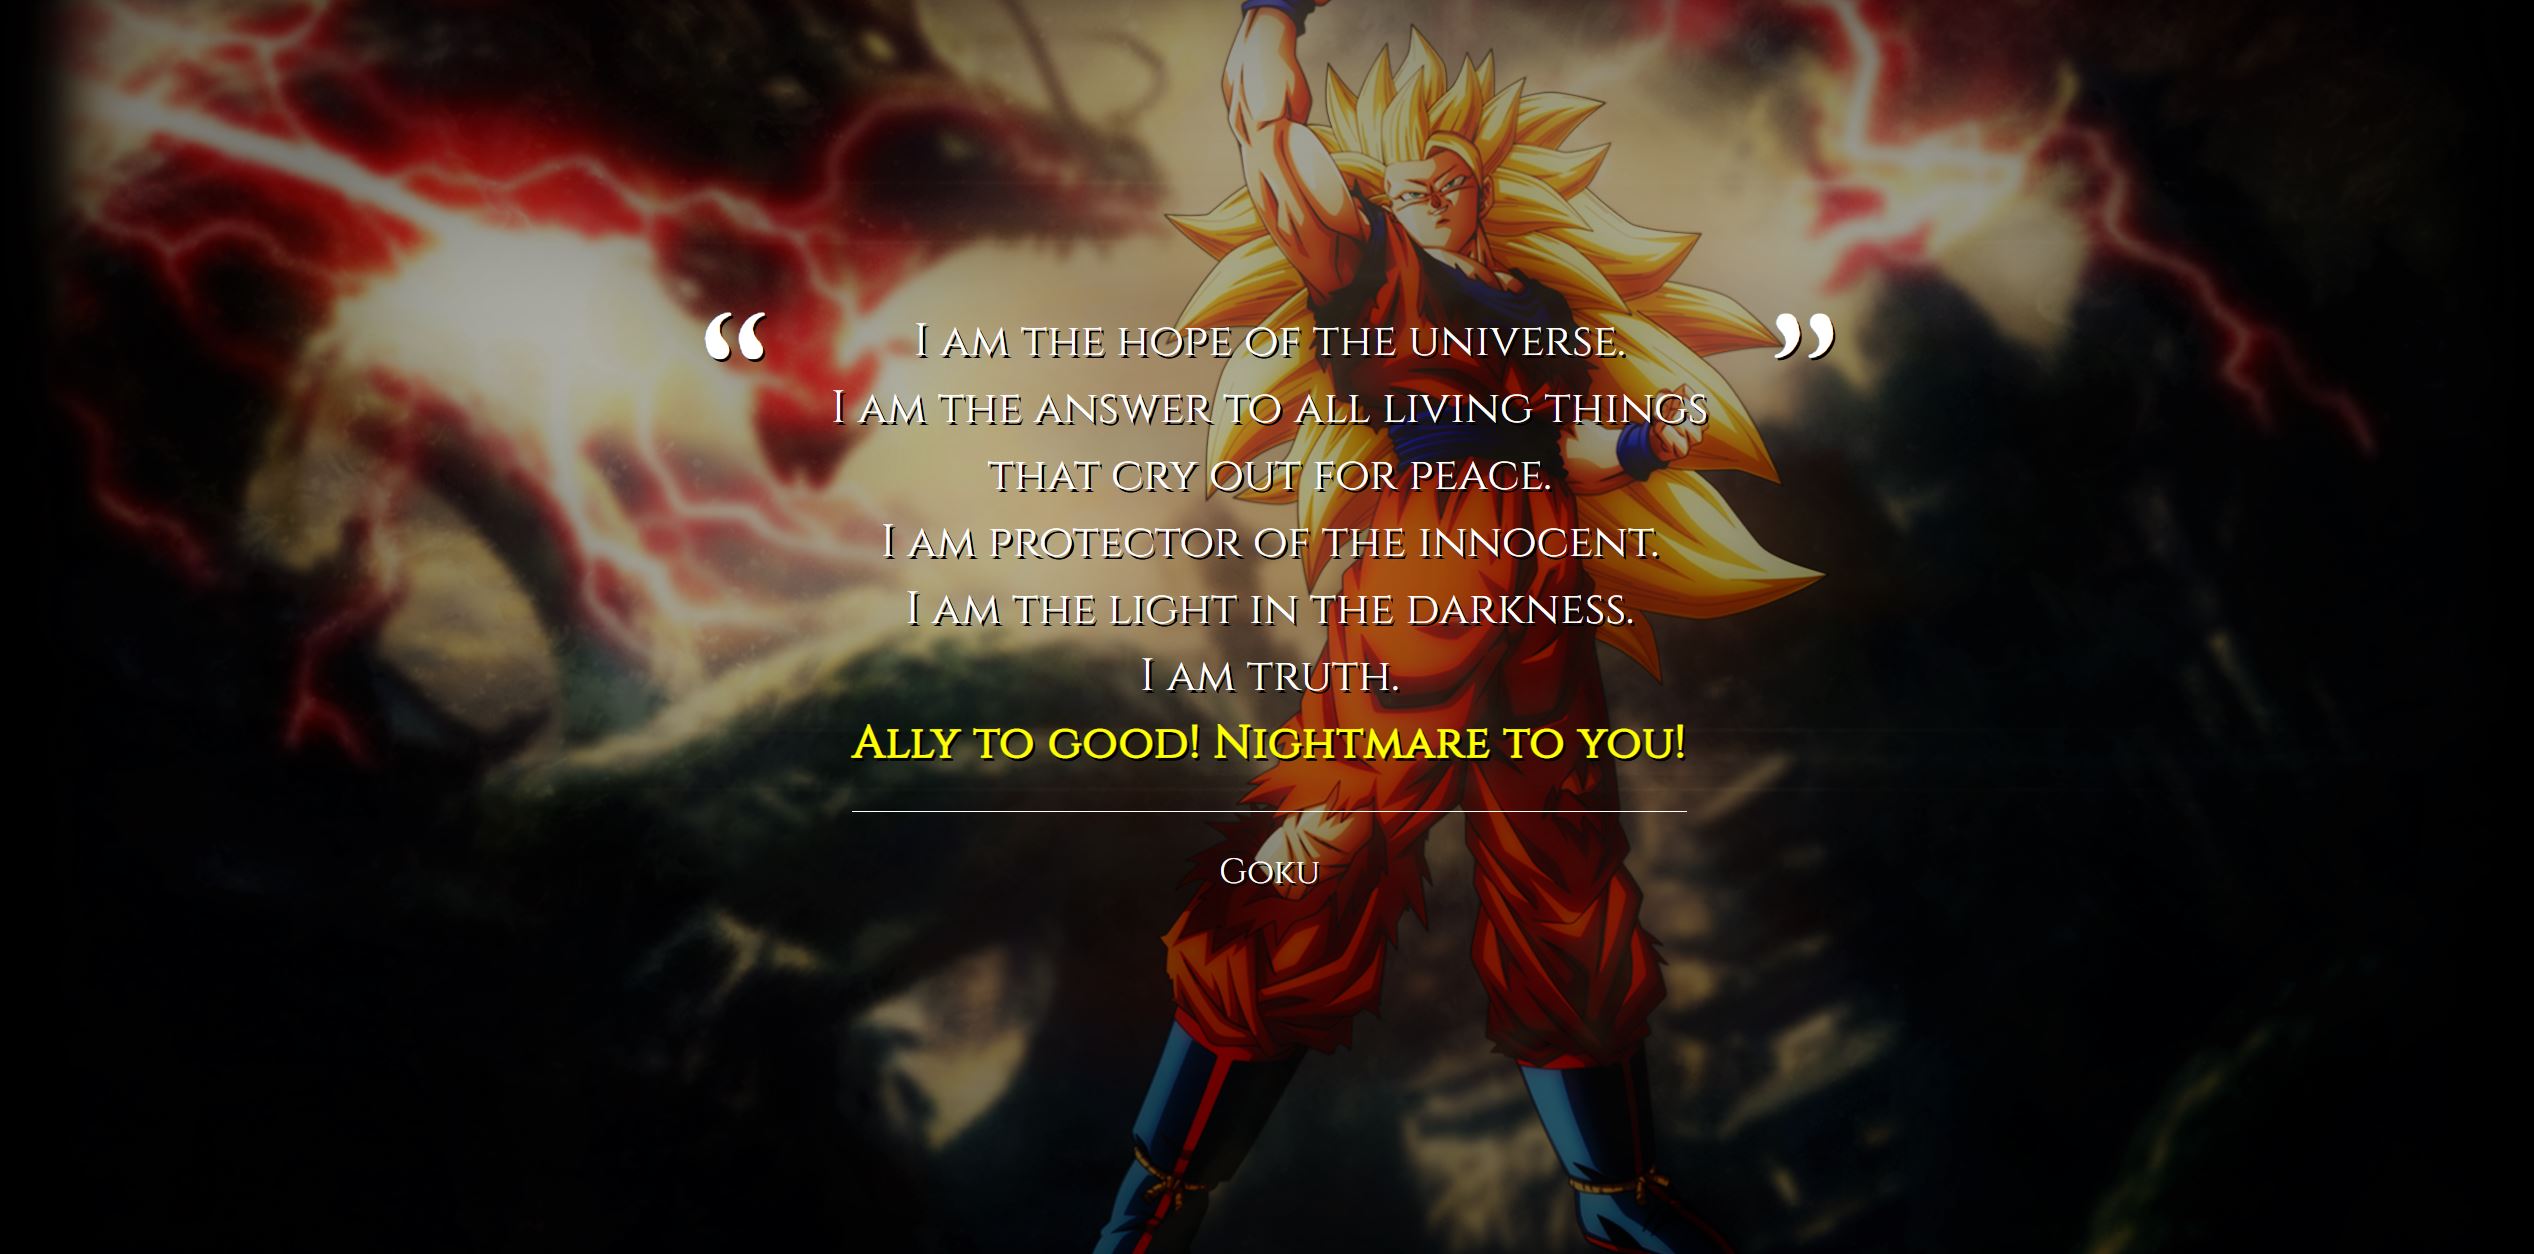 “ I am the hope of the universe. ”
I am the answer to all living things
that cry out for peace.
I am protector of the innocent.
I am the light in the darkness.
I am truth.
Ally to good! Nightmare to you!
Goku